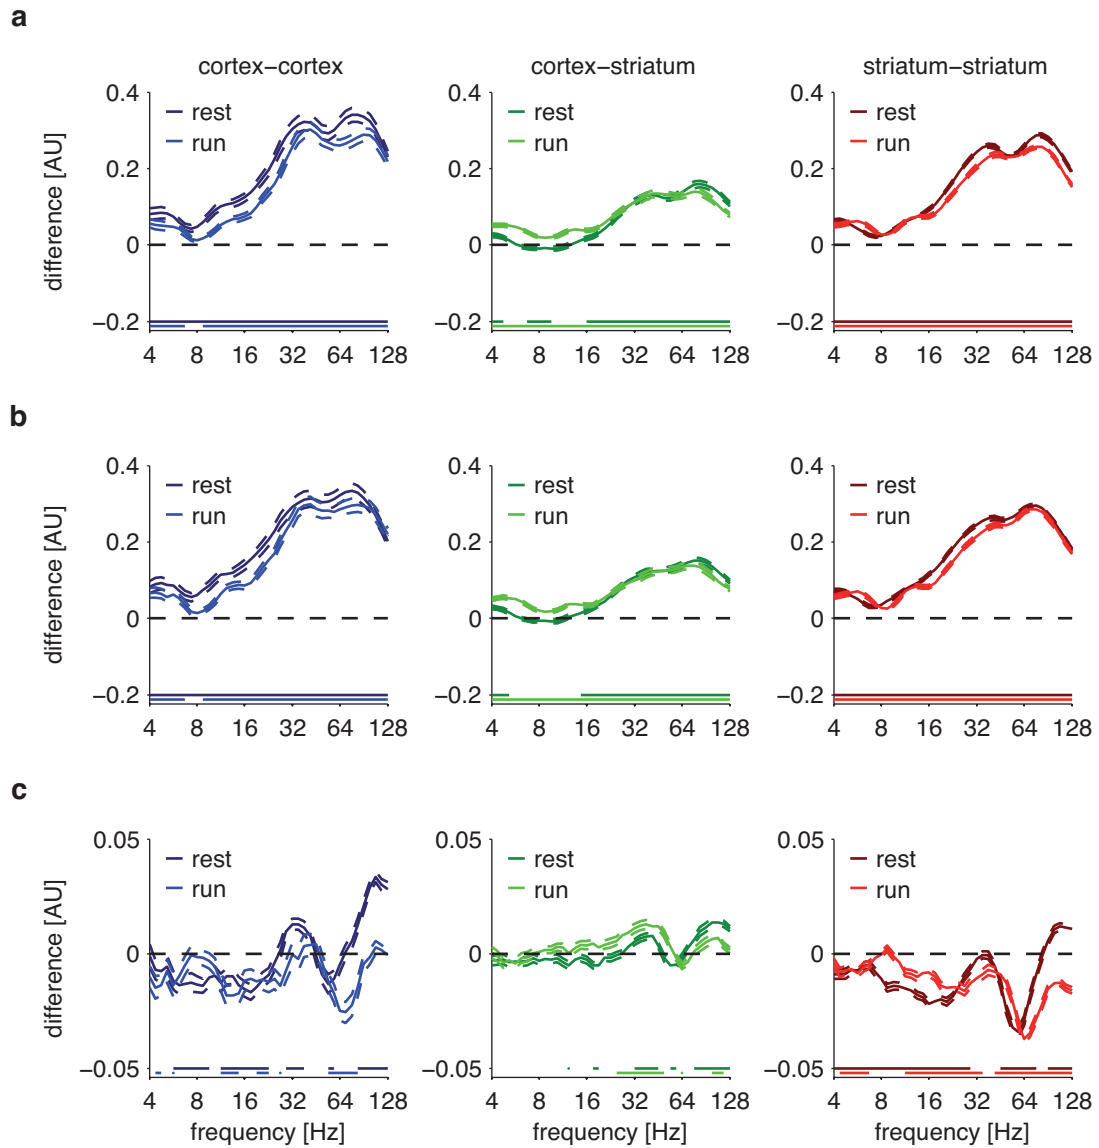 a
cortex–cortex cortex–striatum striatum–striatum
0.4 0.4 0.4
rest rest rest
run run run
0.2 0.2 0.2
difference [AU]
0 0 0
−0.2 −0.2 −0.2
4 8 16 32 64 128 4 8 16 32 64 128 4 8 16 32 64 128
b
0.4 0.4 0.4
rest rest rest
run run run
0.2 0.2 0.2
difference [AU]
0 0 0
−0.2 −0.2 −0.2
4 8 16 32 64 128 4 8 16 32 64 128 4 8 16 32 64 128
c
0.05 0.05 0.05
rest rest rest
run run run
difference [AU]
0 0 0
−0.05 −0.05 −0.05
4 8 16 32 64 128 4 8 16 32 64 128 4 8 16 32 64 128
frequency [Hz] frequency [Hz] frequency [Hz]